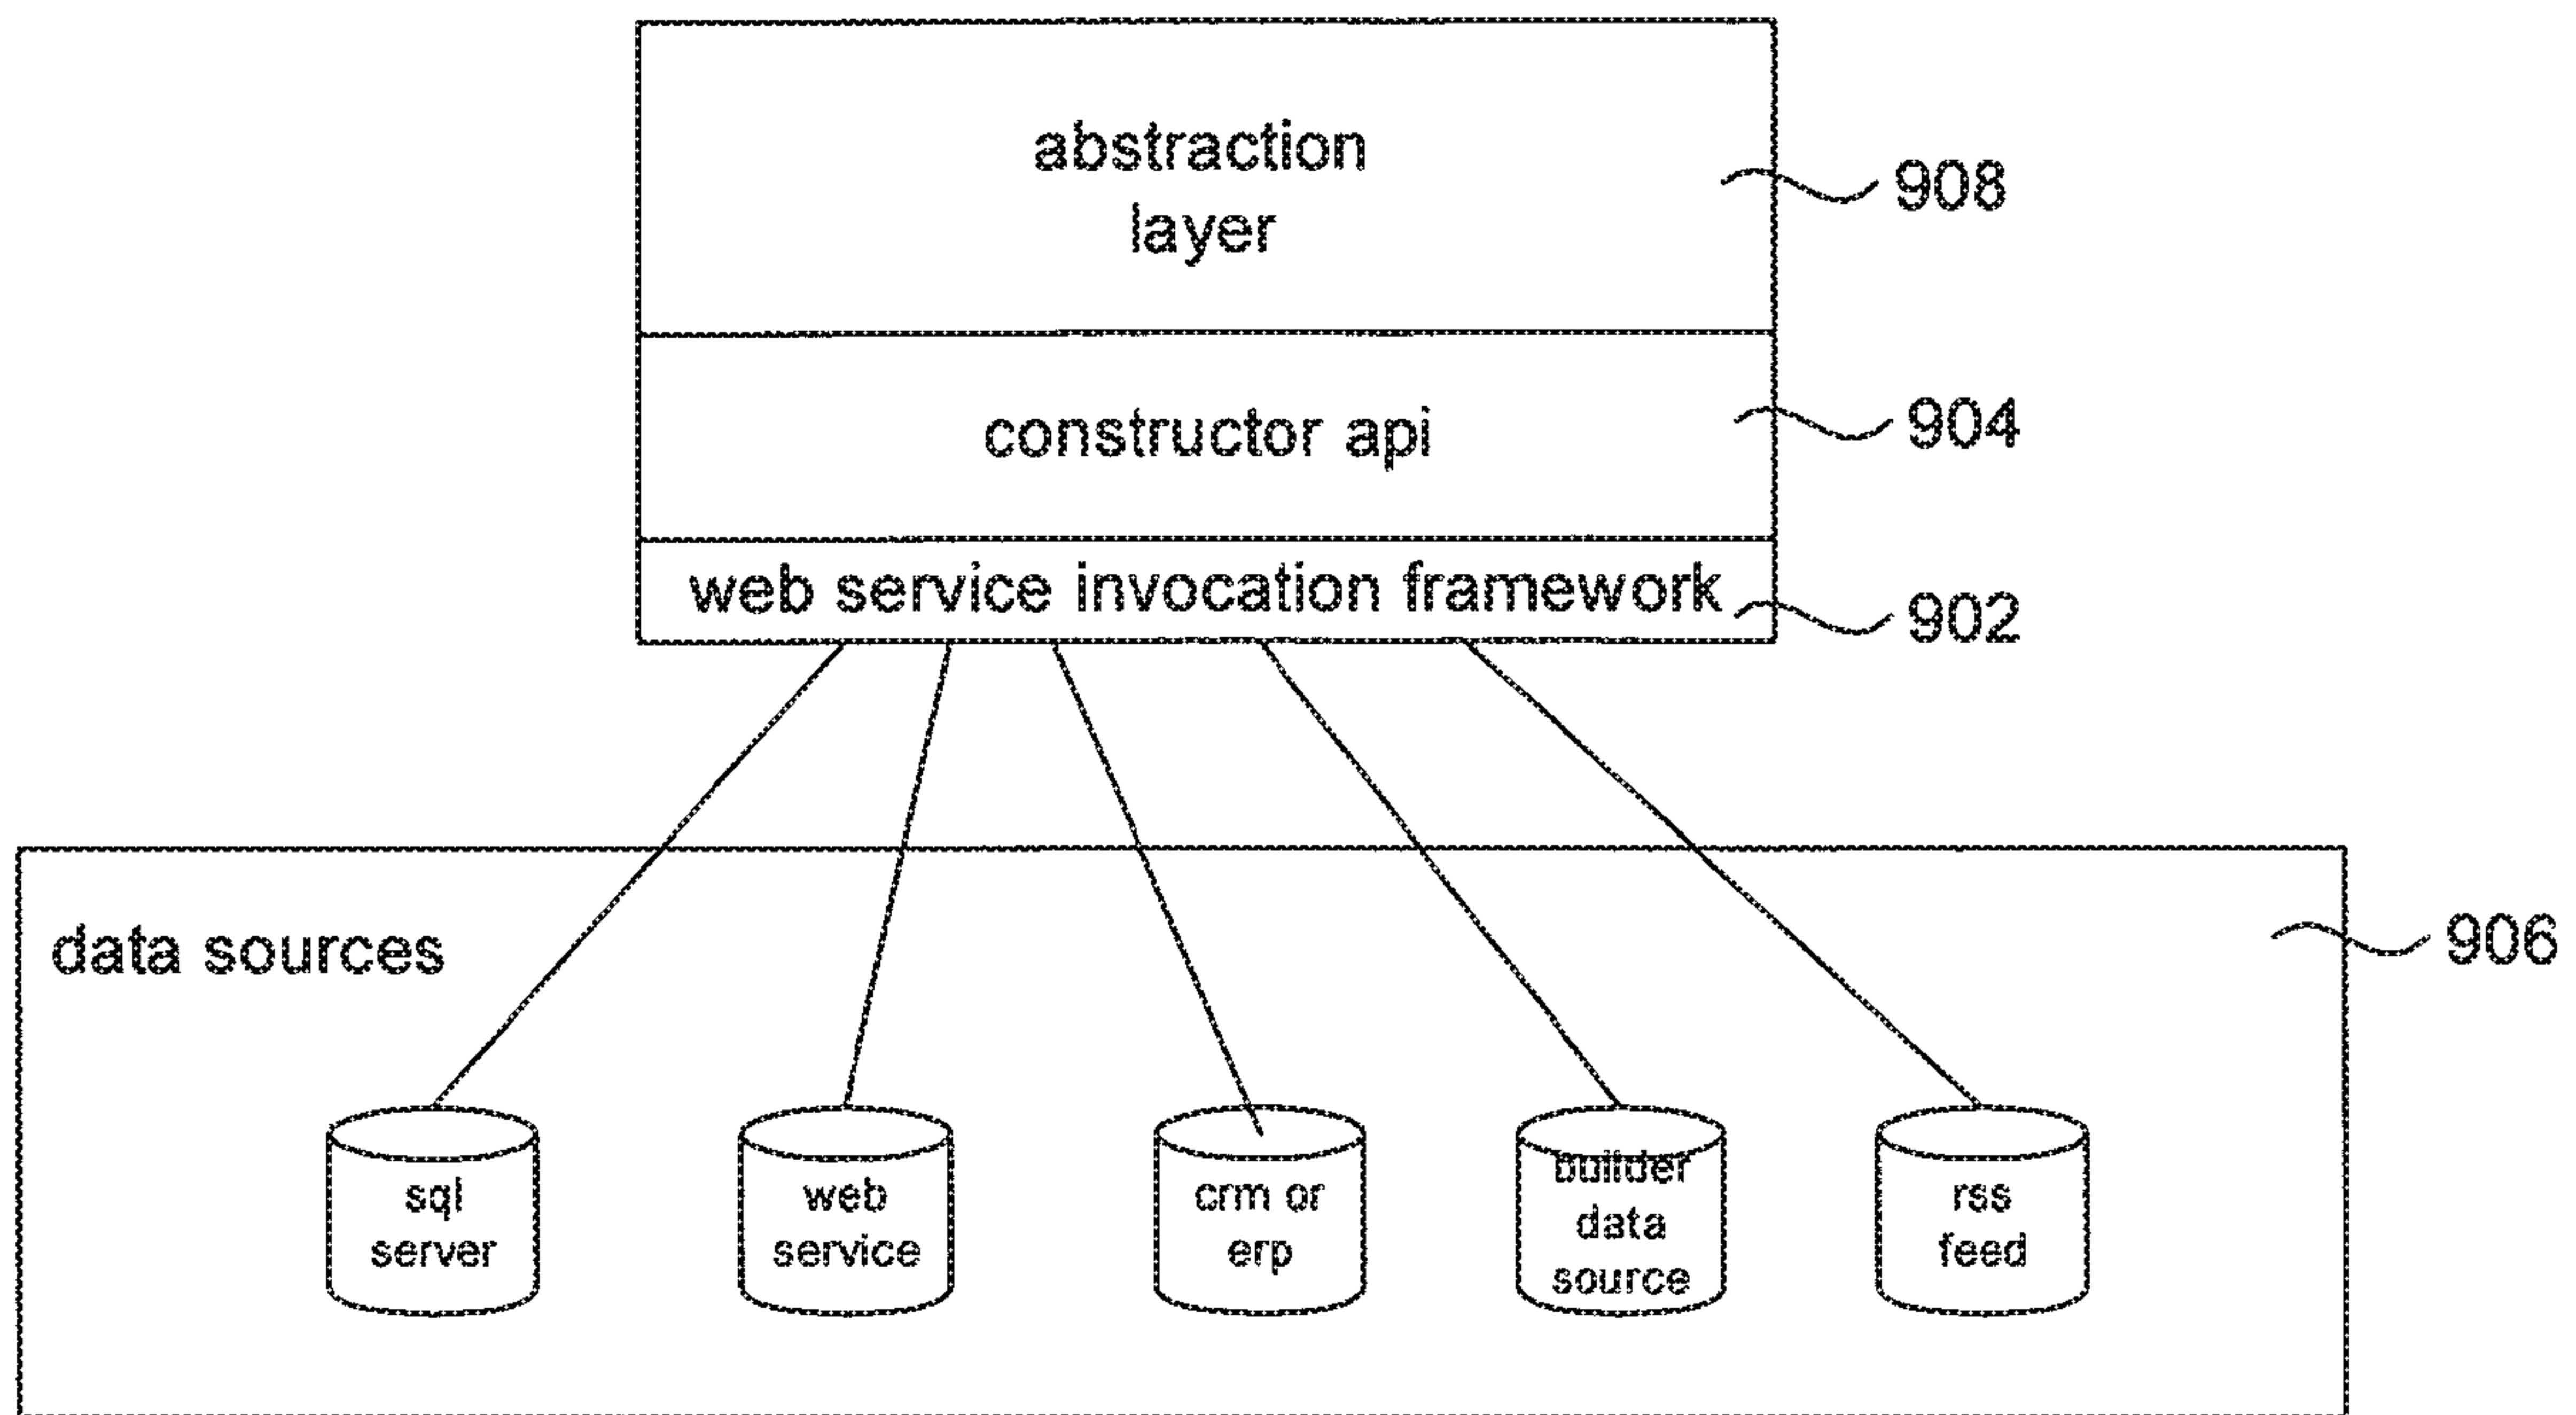 abstraction
layer
908
constructor api
904
web service invocation framework
902
data sources
906
sql
server
web
service
crm or
erp
builder
data
source
rss
feed